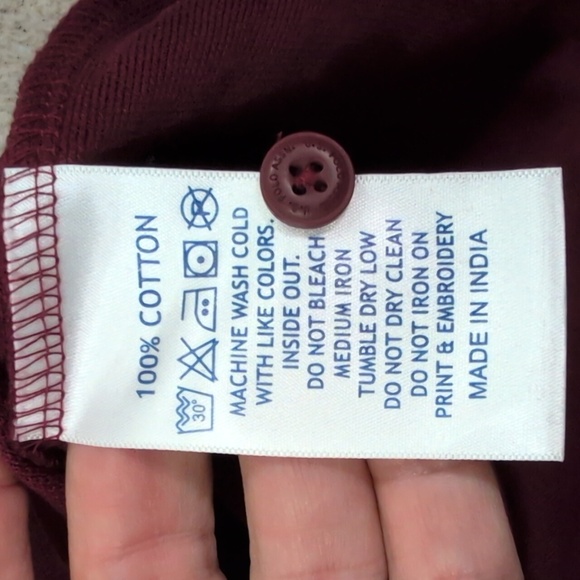 100% COTTON
30°
P
MACHINE WASH COLD
WITH LIKE COLORS.
INSIDE OUT.
DO NOT BLEACH
MEDIUM IRON
TUMBLE DRY LOW
DO NOT DRY CLEAN
DO NOT IRON ON
PRINT & EMBROIDERY
MADE IN INDIA